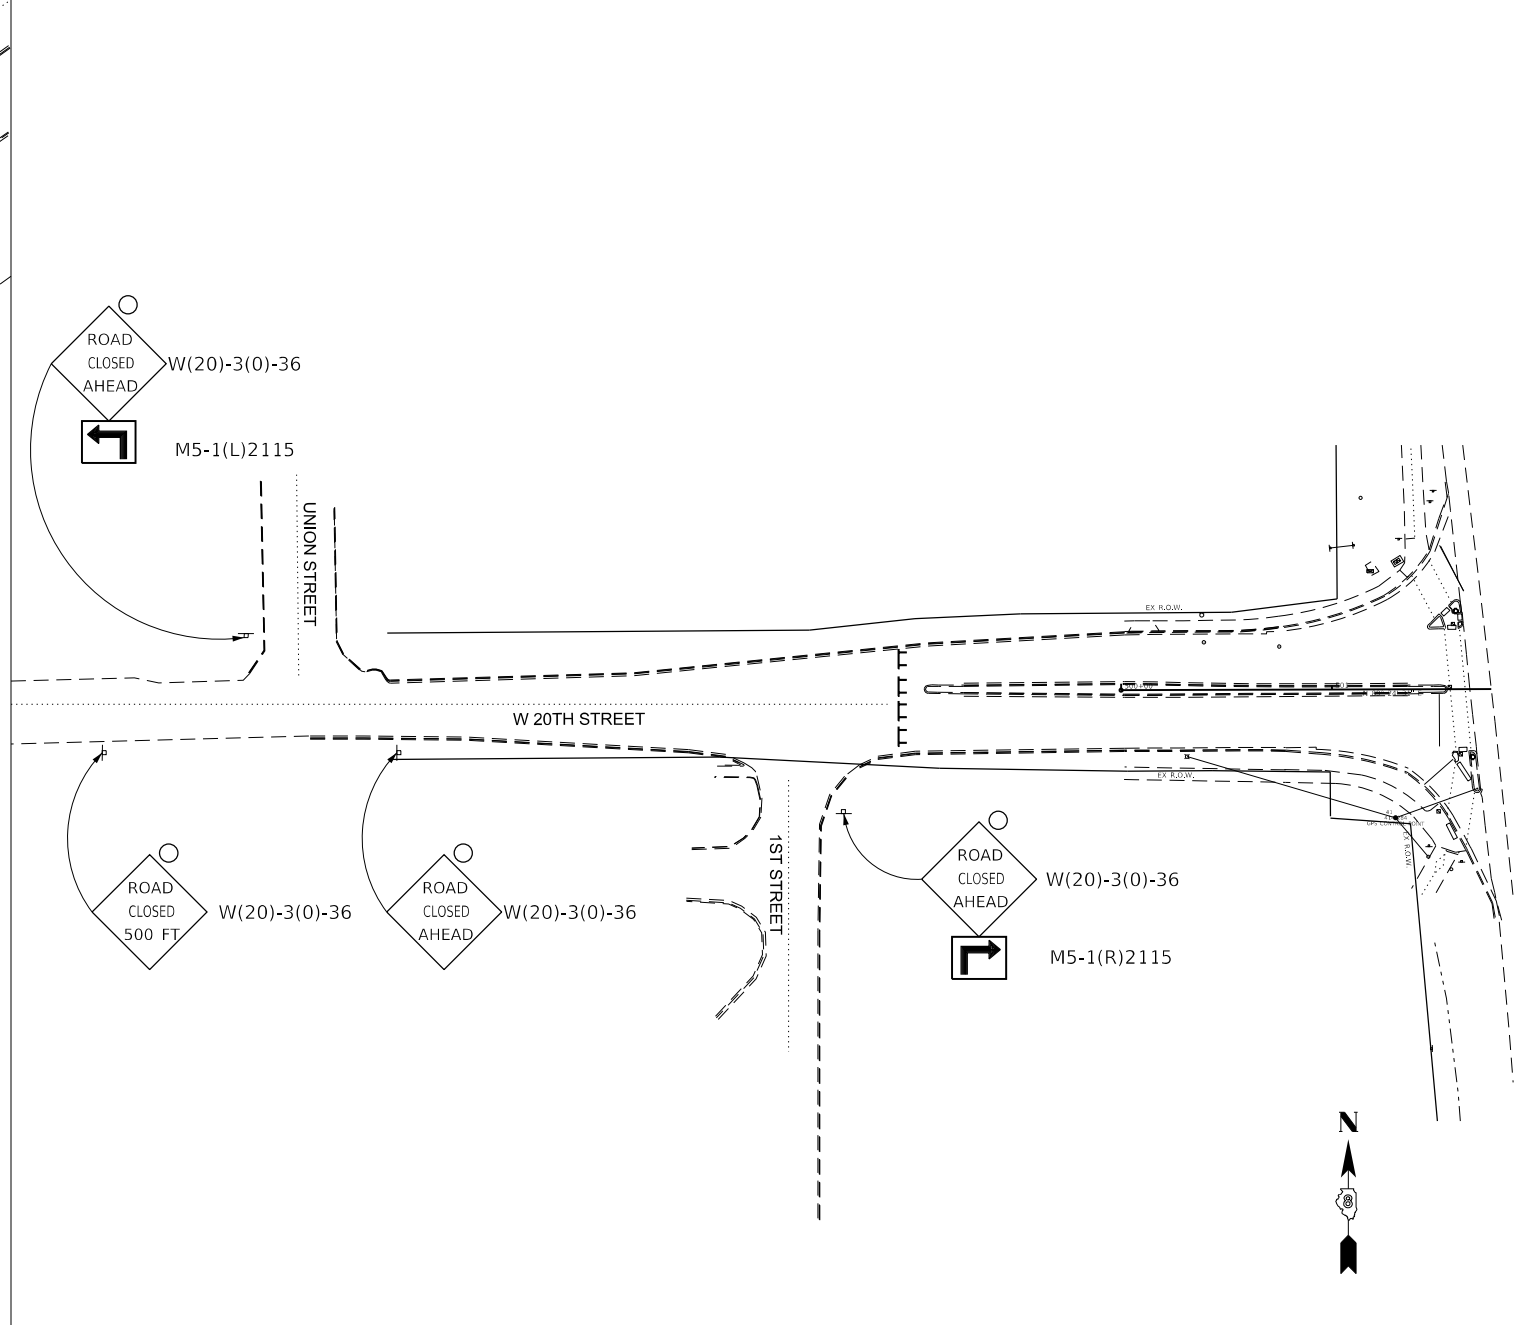 ROAD
CLOSED
AHEAD
W(20)-3(0)-36
M5-1(L)2115
UNION STREET
EX R.O.W.
W 20TH STREET
EX R.O.W.
1ST STREET
ROAD
CLOSED
500 FT
W(20)-3(0)-36
ROAD
CLOSED
AHEAD
W(20)-3(0)-36
ROAD
CLOSED
AHEAD
W(20)-3(0)-36
M5-1(R)2115
EX R.O.W.
N
8